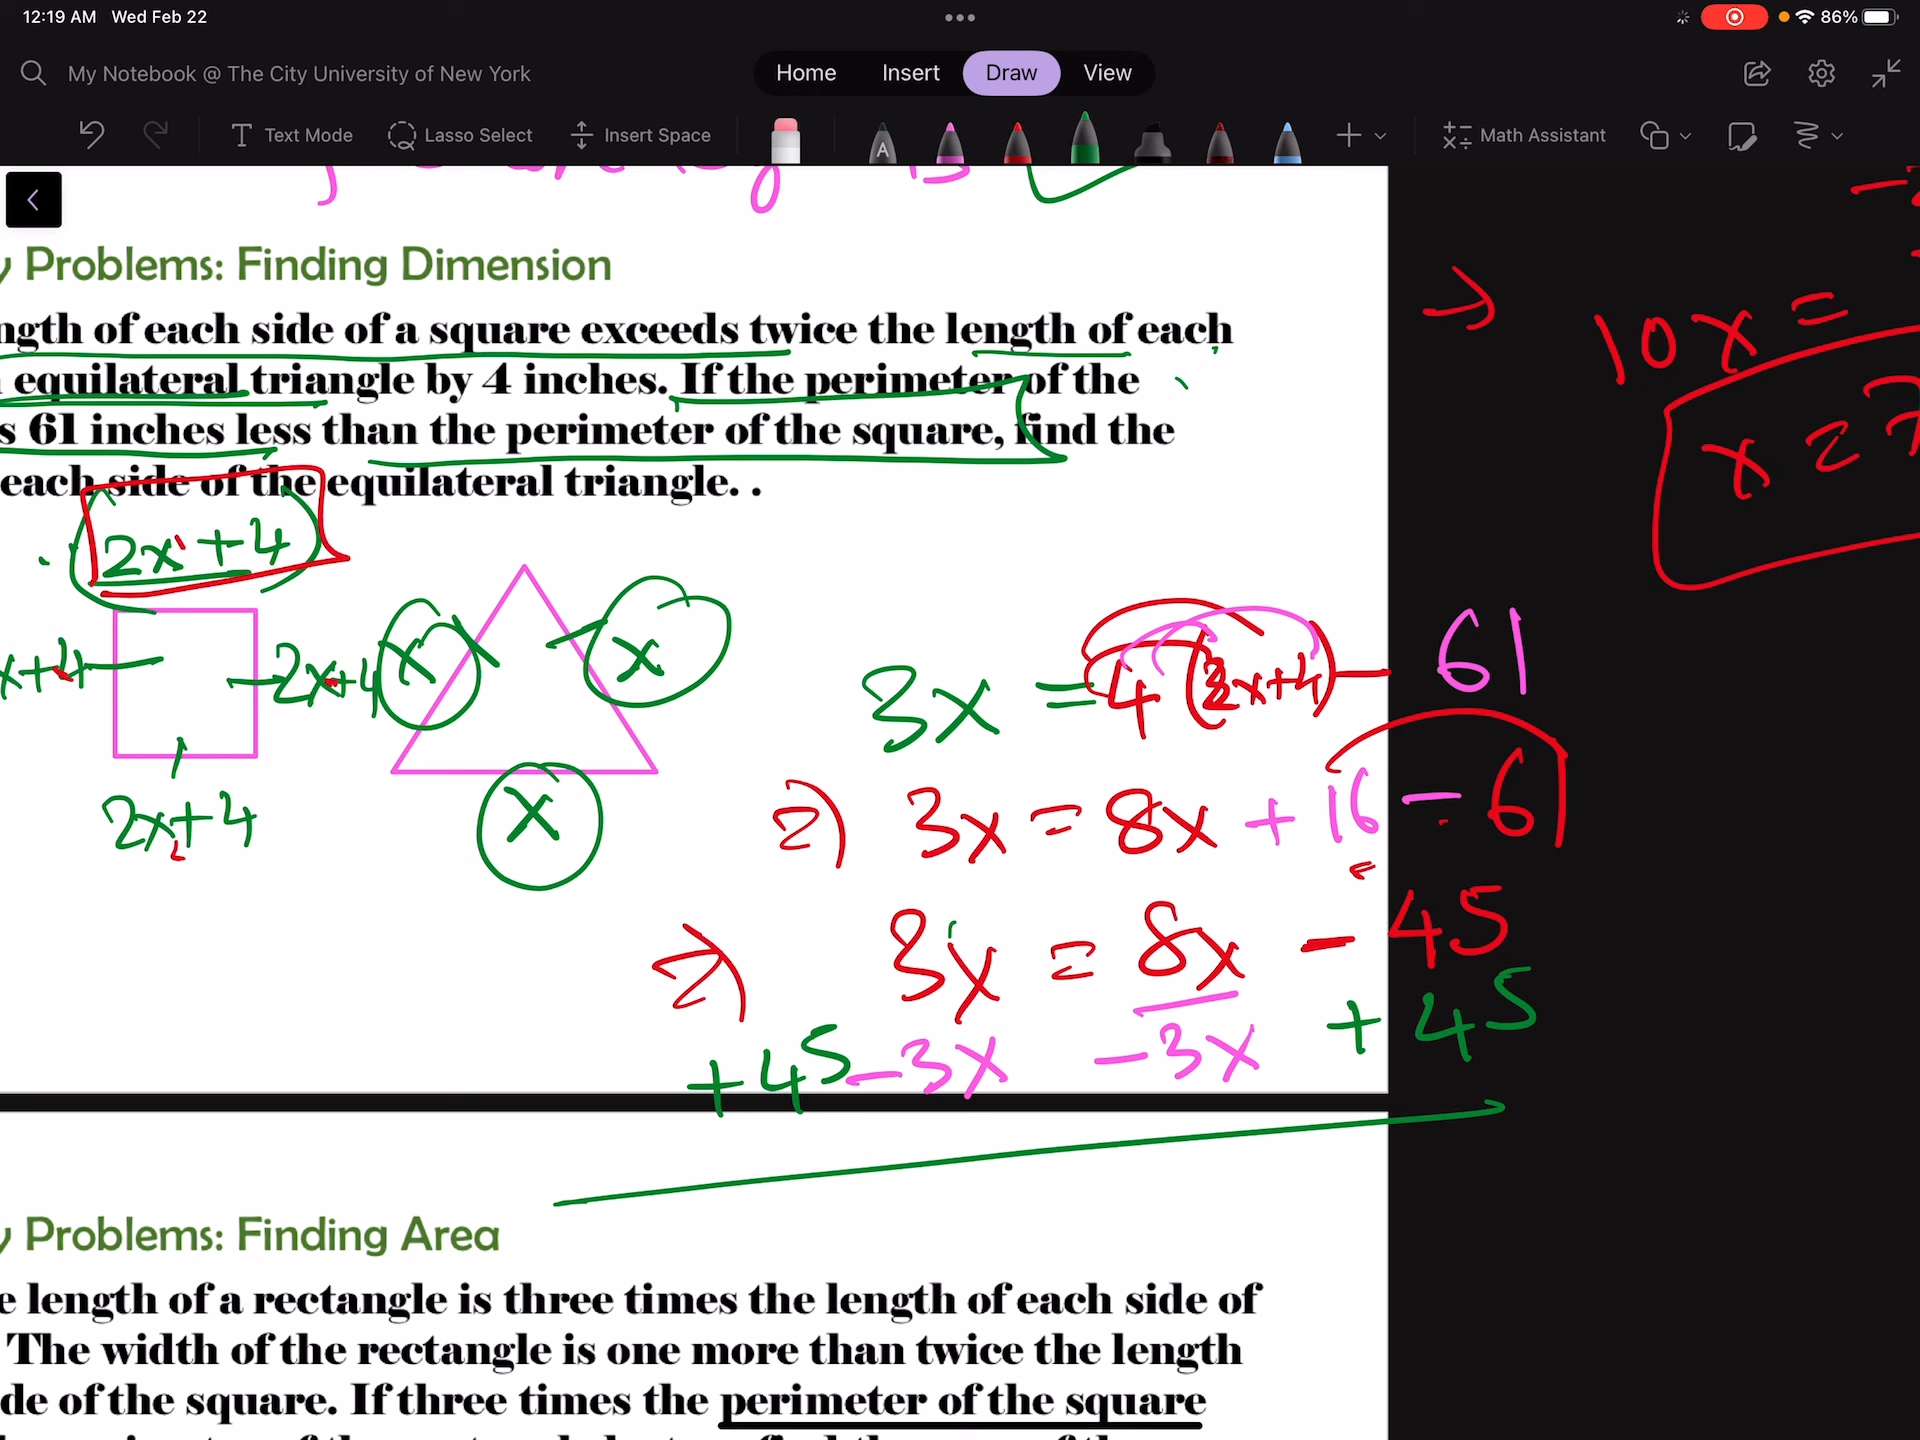 12:19 AM Wed Feb 22
86%
My Notebook @ The City University of New York
Home Insert Draw View
Text Mode Lasso Select Insert Space A Math Assistant
y Problems: Finding Dimension
ngth of each side of a square exceeds twice the length of each
equilateral triangle by 4 inches. If the perimeter of the
s 61 inches less than the perimeter of the square, find the
each side of the equilateral triangle. .
10x =
x =
2x + 4
x+4 2x+4 x x
2x+4
x
3x = 4(2x+4) - 61
3x = 8x + 16 - 61
3x = 8x - 45
+45 -3x -3x +45
y Problems: Finding Area
e length of a rectangle is three times the length of each side of
The width of the rectangle is one more than twice the length
de of the square. If three times the perimeter of the square